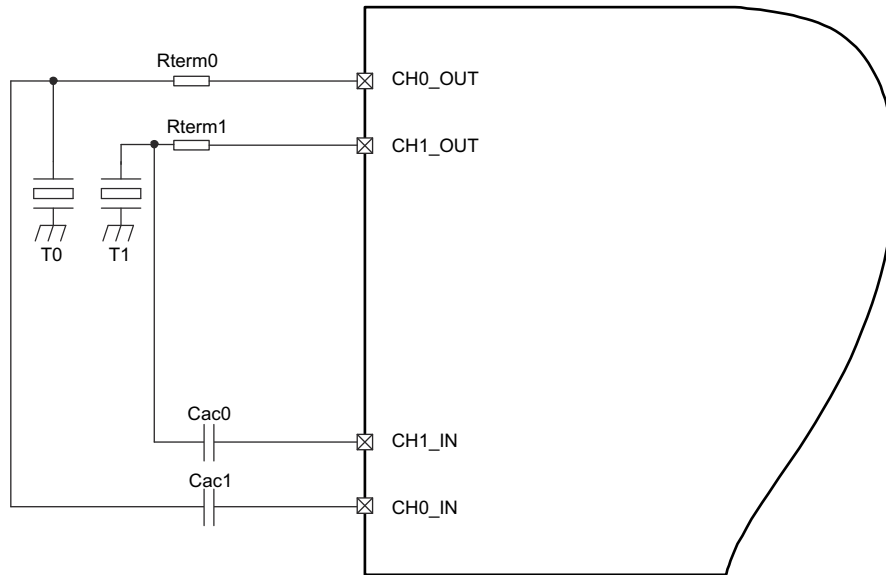 Rterm0
CH0_OUT
Rterm1
CH1_OUT
T0
T1
Cac0
CH1_IN
Cac1
CH0_IN